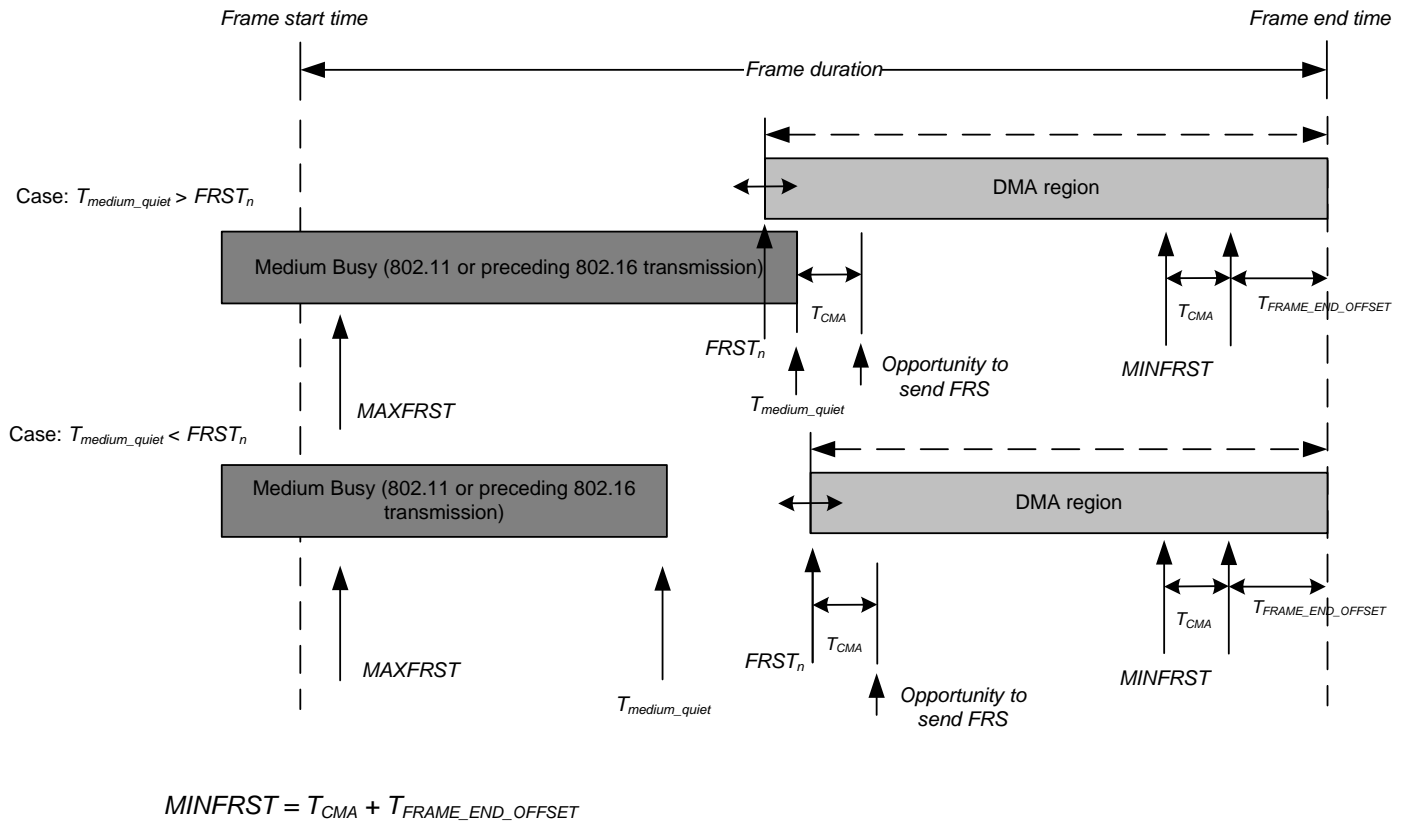 Frame start time
Frame end time
Frame duration
Case: T_medium_quiet > FRST_n
DMA region
Medium Busy (802.11 or preceding 802.16 transmission)
T_CMA
T_CMA
T_FRAME_END_OFFSET
FRST_n
MINFRST
Opportunity to
send FRS
MAXFRST
T_medium_quiet
Case: T_medium_quiet < FRST_n
Medium Busy (802.11 or preceding 802.16
transmission)
DMA region
T_CMA
T_CMA
T_FRAME_END_OFFSET
MAXFRST
FRST_n
MINFRST
T_medium_quiet
Opportunity to
send FRS
MINFRST = T_CMA + T_FRAME_END_OFFSET